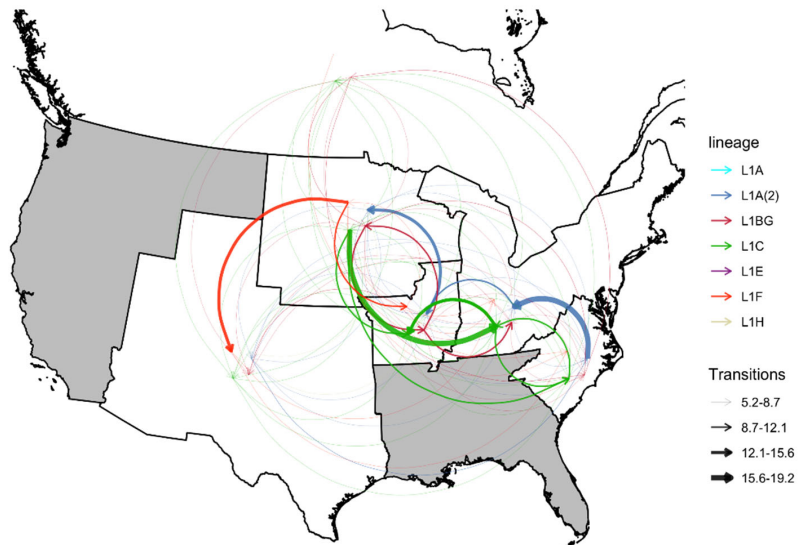 lineage
L1A
L1A(2)
L1BG
L1C
L1E
L1F
L1H
Transitions
5.2-8.7
8.7-12.1
12.1-15.6
15.6-19.2